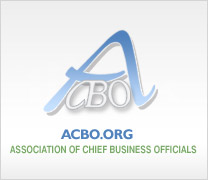 ACBO
ACBO.ORG
ASSOCIATION OF CHIEF BUSINESS OFFICIALS